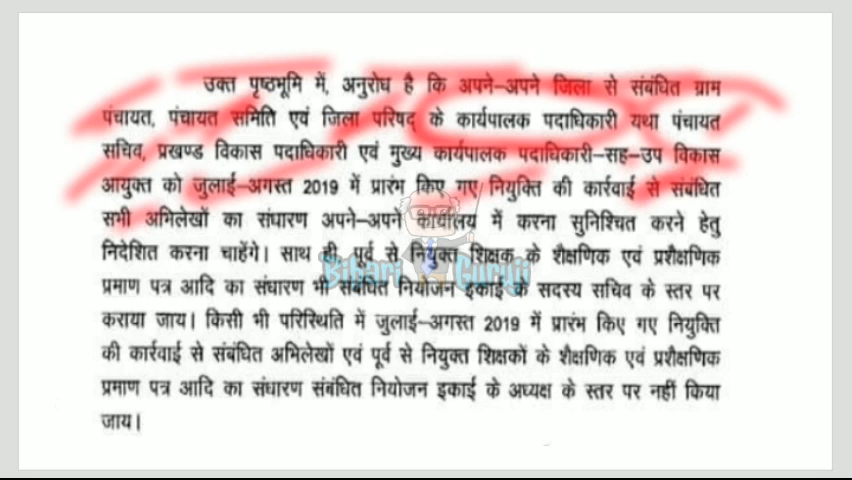 उक्त पृष्ठभूमि में, अनुरोध है कि अपने-अपने जिला से संबंधित ग्राम
पंचायत, पंचायत समिति एवं जिला परिषद् के कार्यपालक पदाधिकारी यथा पंचायत
सचिव, प्रखण्ड विकास पदाधिकारी एवं मुख्य कार्यपालक पदाधिकारी-सह-उप विकास
आयुक्त को जुलाई-अगस्त 2019 में प्रारंभ किए गए नियुक्ति की कार्रवाई से संबंधित
सभी अभिलेखों का संधारण अपने-अपने कार्यालय में करना सुनिश्चित करने हेतु
निदेशित करना चाहेंगे। साथ ही, पूर्व से नियुक्त शिक्षक के शैक्षणिक एवं प्रशैक्षणिक
प्रमाण पत्र आदि का संधारण भी संबंधित नियोजन इकाई के सदस्य सचिव के स्तर पर
कराया जाय। किसी भी परिस्थिति में जुलाई-अगस्त 2019 में प्रारंभ किए गए नियुक्ति
की कार्रवाई से संबंधित अभिलेखों एवं पूर्व से नियुक्त शिक्षकों के शैक्षणिक एवं प्रशैक्षणिक
प्रमाण पत्र आदि का संधारण संबंधित नियोजन इकाई के अध्यक्ष के स्तर पर नहीं किया
जाय।
Bihari Guruji